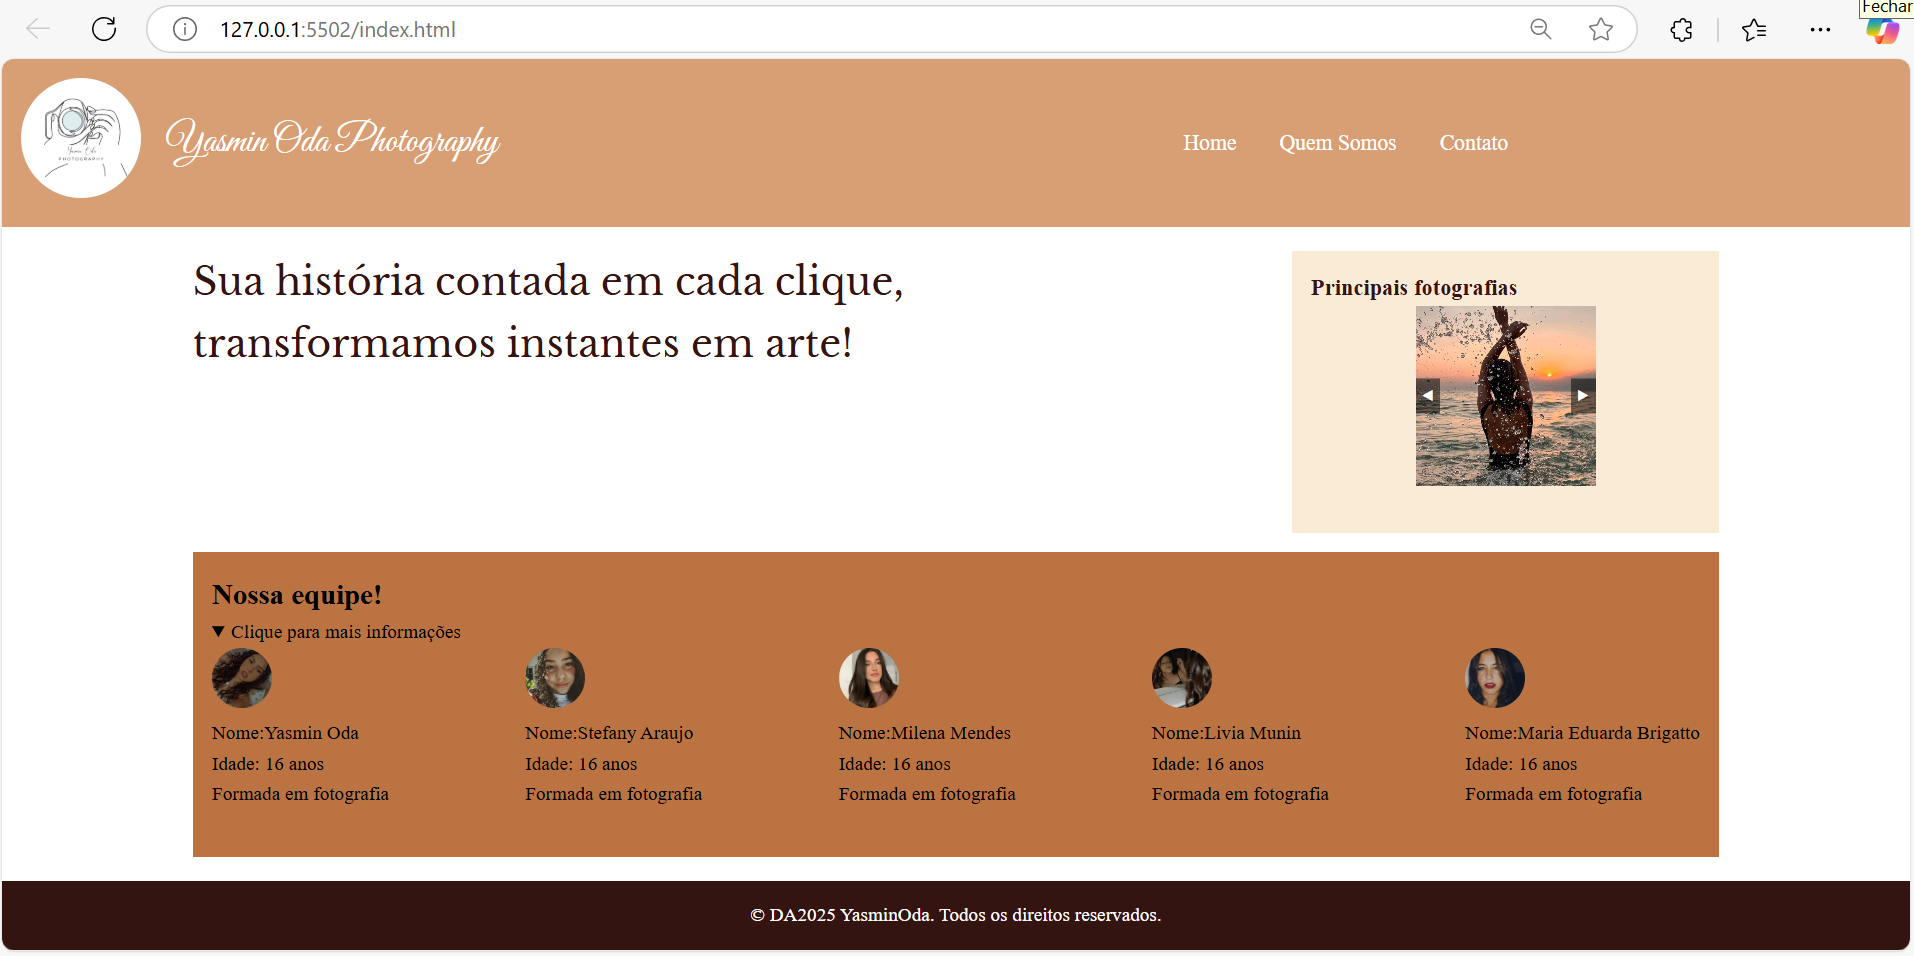 Fechar
127.0.0.1:5502/index.html
Yasmin Oda
PHOTOGRAPHY
Yasmin Oda Photography
Home Quem Somos Contato
Sua história contada em cada clique,
transformamos instantes em arte!
Principais fotografias
Nossa equipe!
Clique para mais informações
Nome:Yasmin Oda
Idade: 16 anos
Formada em fotografia
Nome:Stefany Araujo
Idade: 16 anos
Formada em fotografia
Nome:Milena Mendes
Idade: 16 anos
Formada em fotografia
Nome:Livia Munin
Idade: 16 anos
Formada em fotografia
Nome:Maria Eduarda Brigatto
Idade: 16 anos
Formada em fotografia
© DA2025 YasminOda. Todos os direitos reservados.